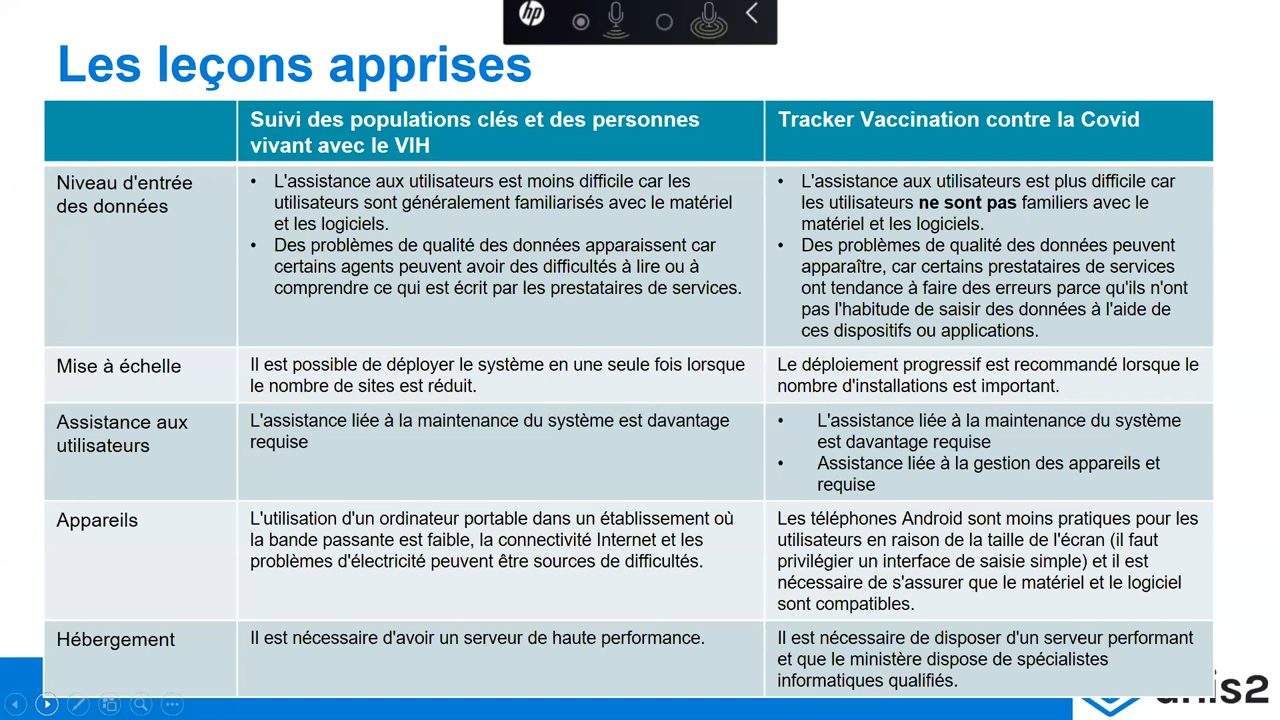 hp
Les leçons apprises
Suivi des populations clés et des personnes
vivant avec le VIH
Tracker Vaccination contre la Covid
Niveau d'entrée
des données
• L'assistance aux utilisateurs est moins difficile car les
utilisateurs sont généralement familiarisés avec le matériel
et les logiciels.
• Des problèmes de qualité des données apparaissent car
certains agents peuvent avoir des difficultés à lire ou à
comprendre ce qui est écrit par les prestataires de services.
• L'assistance aux utilisateurs est plus difficile car
les utilisateurs ne sont pas familiers avec le
matériel et les logiciels.
• Des problèmes de qualité des données peuvent
apparaître, car certains prestataires de services
ont tendance à faire des erreurs parce qu'ils n'ont
pas l'habitude de saisir des données à l'aide de
ces dispositifs ou applications.
Mise à échelle
Il est possible de déployer le système en une seule fois lorsque
le nombre de sites est réduit.
Le déploiement progressif est recommandé lorsque le
nombre d'installations est important.
Assistance aux
utilisateurs
L'assistance liée à la maintenance du système est davantage
requise
• L'assistance liée à la maintenance du système
est davantage requise
• Assistance liée à la gestion des appareils et
requise
Appareils
L'utilisation d'un ordinateur portable dans un établissement où
la bande passante est faible, la connectivité Internet et les
problèmes d'électricité peuvent être sources de difficultés.
Les téléphones Android sont moins pratiques pour les
utilisateurs en raison de la taille de l'écran (il faut
privilégier un interface de saisie simple) et il est
nécessaire de s'assurer que le matériel et le logiciel
sont compatibles.
Hébergement
Il est nécessaire d'avoir un serveur de haute performance.
Il est nécessaire de disposer d'un serveur performant
et que le ministère dispose de spécialistes
informatiques qualifiés.